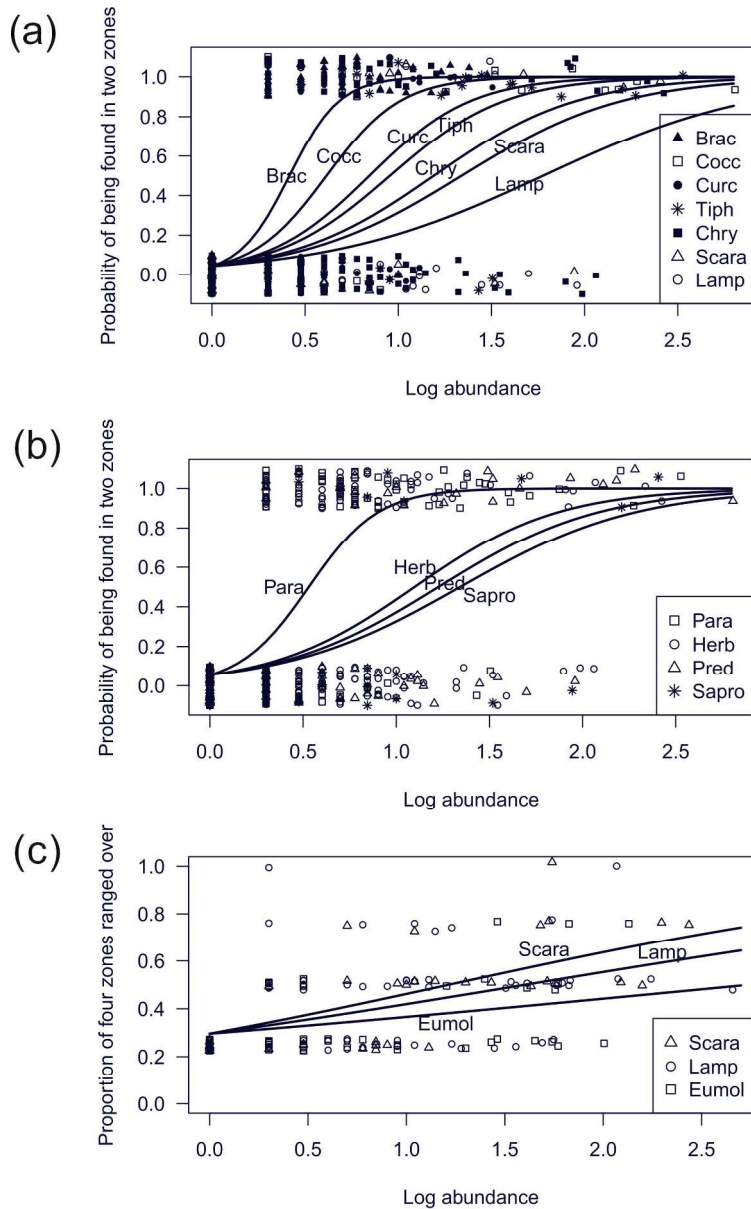 (a)
Probability of being found in two zones
1.0
0.8
0.6
0.4
0.2
0.0
Brac
Cocc
Curc
Tiph
Chry
Scara
Lamp
Brac
Cocc
Curc
Tiph
Chry
Scara
Lamp
0.0 0.5 1.0 1.5 2.0 2.5
Log abundance
(b)
Probability of being found in two zones
1.0
0.8
0.6
0.4
0.2
0.0
Para
Herb
Pred
Sapro
Para
Herb
Pred
Sapro
0.0 0.5 1.0 1.5 2.0 2.5
Log abundance
(c)
Proportion of four zones ranged over
1.0
0.8
0.6
0.4
0.2
0.0
Scara
Lamp
Eumol
Scara
Lamp
Eumol
0.0 0.5 1.0 1.5 2.0 2.5
Log abundance